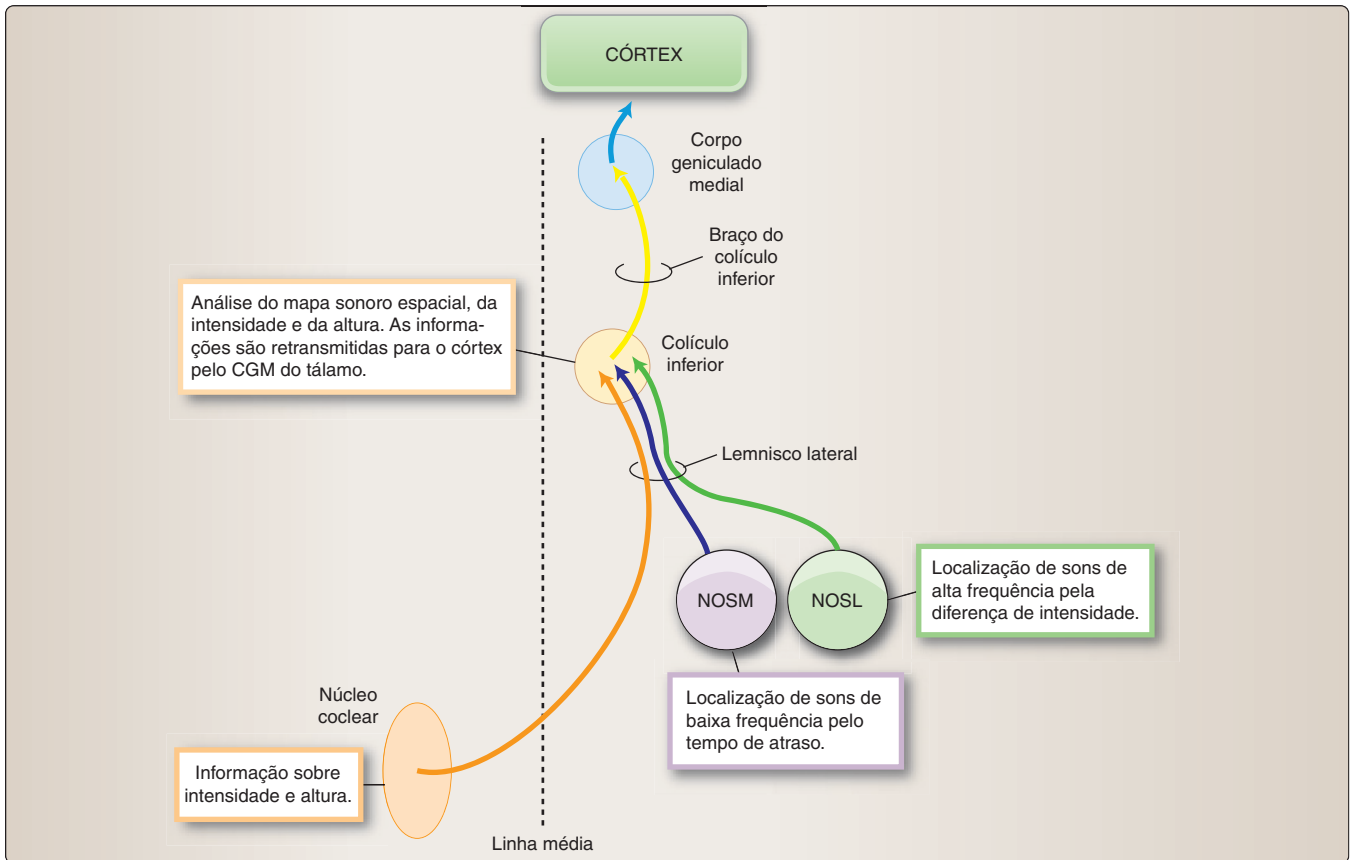 CÓRTEX
Corpo
geniculado
medial
Braço do
colículo
inferior
Análise do mapa sonoro espacial, da
intensidade e da altura. As informa-
ções são retransmitidas para o córtex
pelo CGM do tálamo.
Colículo
inferior
Lemnisco lateral
NOSM
NOSL
Localização de sons de
alta frequência pela
diferença de intensidade.
Localização de sons de
baixa frequência pelo
tempo de atraso.
Núcleo
coclear
Informação sobre
intensidade e altura.
Linha média